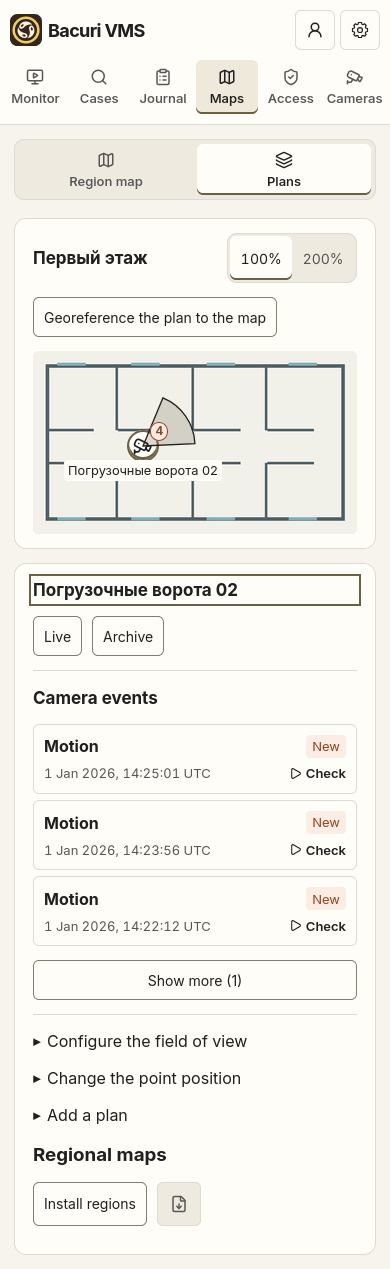 Bacuri VMS
Monitor Cases Journal Maps Access Cameras
Region map Plans
Первый этаж 100% 200%
Georeference the plan to the map
4
Погрузочные ворота 02
Погрузочные ворота 02
Live Archive
Camera events
Motion New
1 Jan 2026, 14:25:01 UTC Check
Motion New
1 Jan 2026, 14:23:56 UTC Check
Motion New
1 Jan 2026, 14:22:12 UTC Check
Show more (1)
Configure the field of view
Change the point position
Add a plan
Regional maps
Install regions